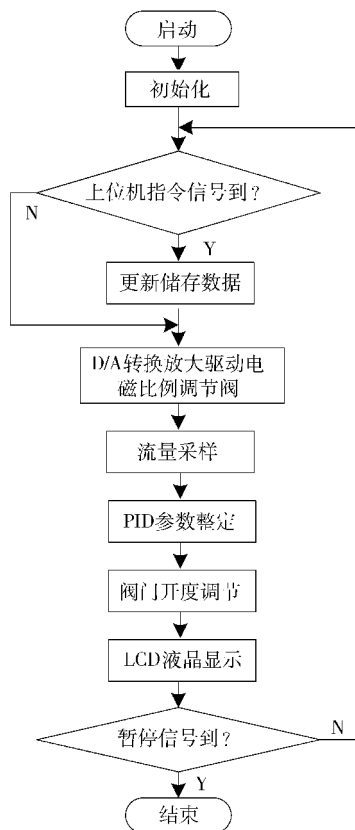 启动
初始化
上位机指令信号到?
N
Y
更新储存数据
D/A转换放大驱动电
磁比例调节阀
流量采样
PID参数整定
阀门开度调节
LCD液晶显示
暂停信号到?
N
Y
结束